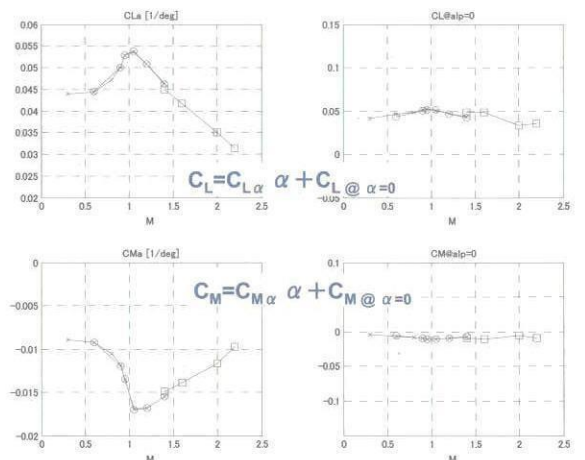 CLa [1/deg]
0.06
0.055
0.05
0.045
0.04
0.035
0.03
0.025
0.02
0 0.5 1 1.5 2 2.5
M
CL@alp=0
0.15
0.1
0.05
0
-0.05
0 0.5 1 1.5 2 2.5
M
CL=CLα α+CL@ α=0
CMa [1/deg]
0
-0.005
-0.01
-0.015
-0.02
0 0.5 1 1.5 2 2.5
M
CM@alp=0
0.1
0.05
0
-0.05
-0.1
0 0.5 1 1.5 2 2.5
M
CM=CMα α+CM@ α=0